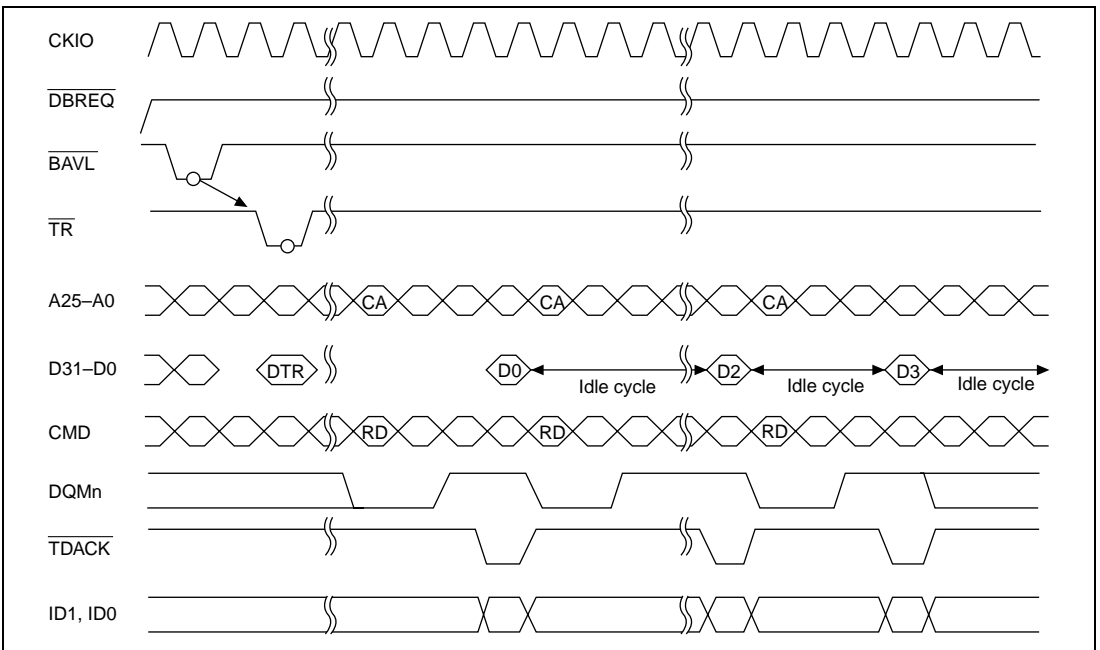 CKIO
DBREQ
BAVL
TR
A25–A0 CA CA CA
D31–D0 DTR D0 Idle cycle D2 Idle cycle D3 Idle cycle
CMD RD RD RD
DQMn
TDACK
ID1, ID0